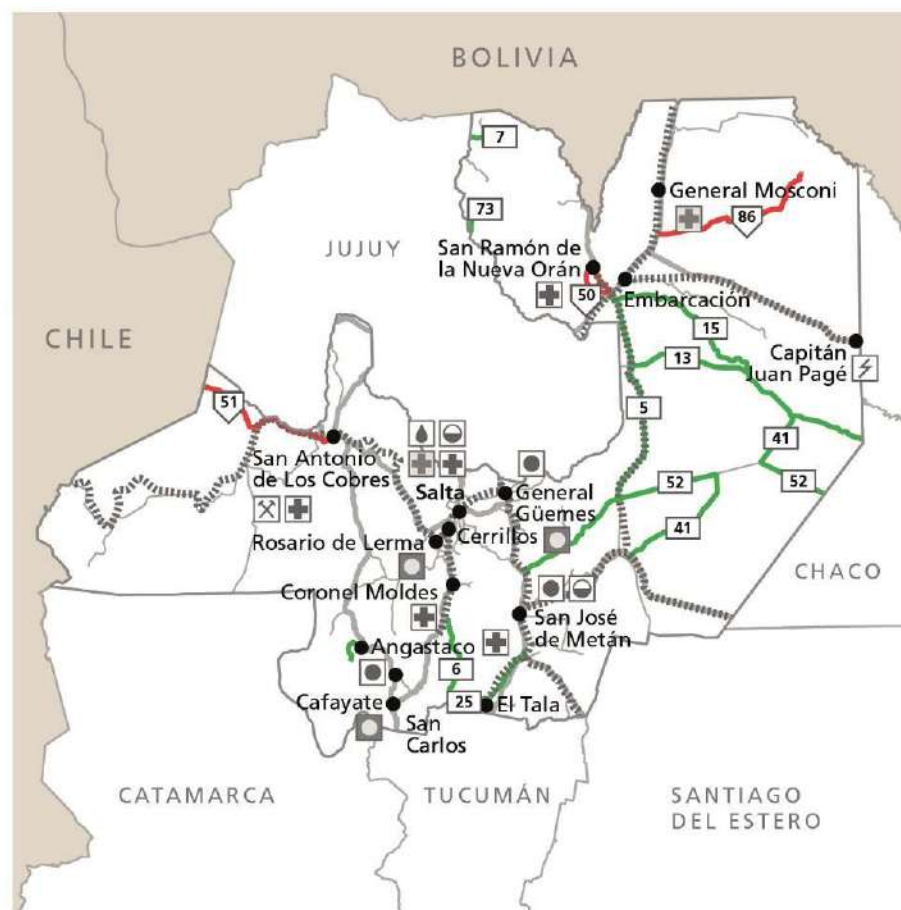 BOLIVIA
7
General Mosconi
73
86
JUJUY
San Ramón de
la Nueva Orán
50
Embarcación
15
CHILE
13
Capitán
Juan Pagé
51
5
41
San Antonio
de Los Cobres
52
52
Salta
General
Güemes
41
Rosario de Lerma
Cerrillos
CHACO
Coronel Moldes
San José
de Metán
Angastaco
6
Cafayate
25
El Tala
San
Carlos
CATAMARCA
TUCUMÁN
SANTIAGO
DEL ESTERO